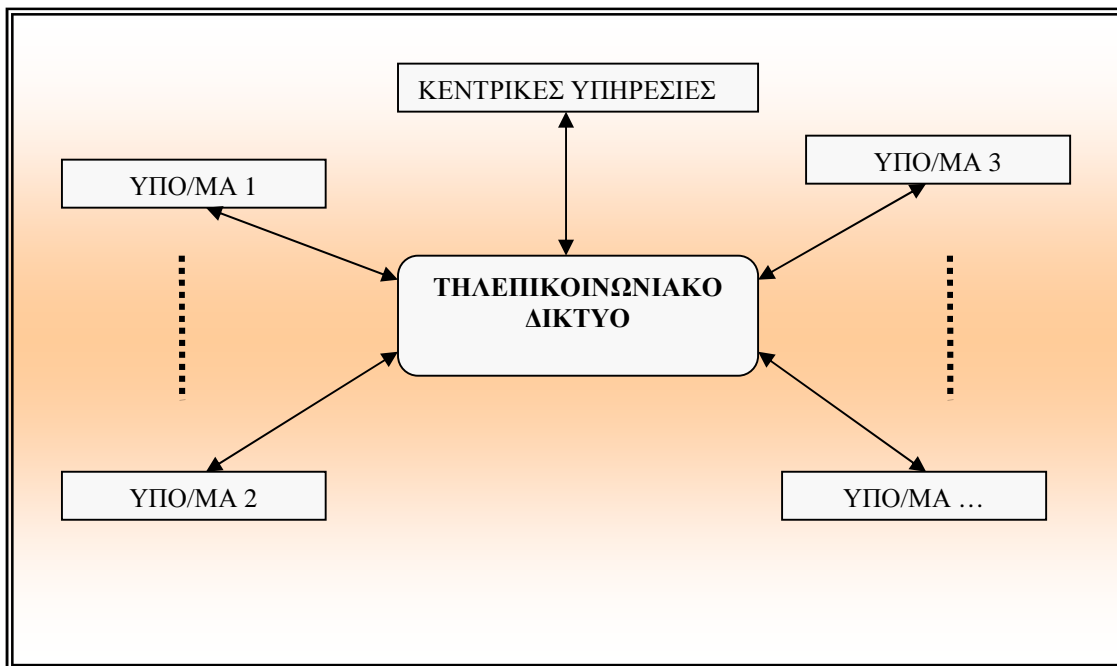 ΚΕΝΤΡΙΚΕΣ ΥΠΗΡΕΣΙΕΣ
ΥΠΟ/ΜΑ 1
ΥΠΟ/ΜΑ 3
ΤΗΛΕΠΙΚΟΙΝΩΝΙΑΚΟ
ΔΙΚΤΥΟ
ΥΠΟ/ΜΑ 2
ΥΠΟ/ΜΑ …